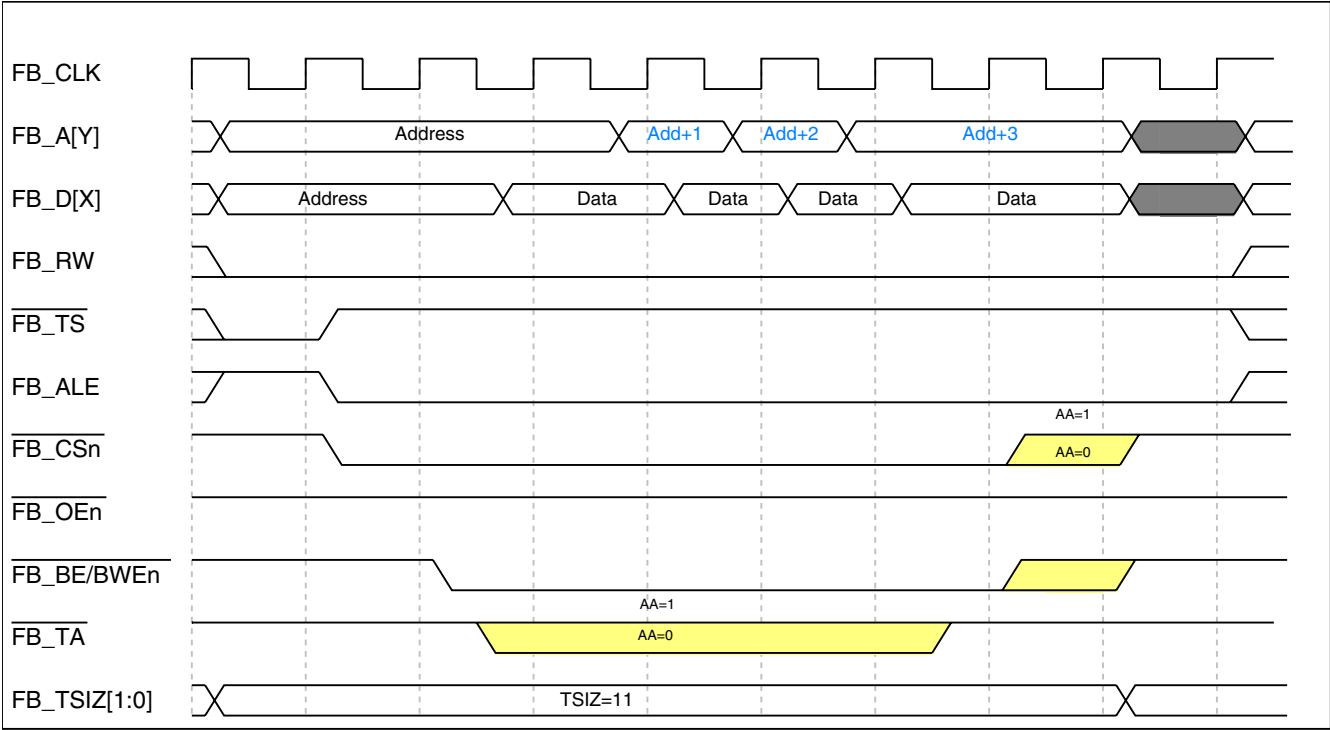 FB_CLK
FB_A[Y] Address Add+1 Add+2 Add+3
FB_D[X] Address Data Data Data Data
FB_RW
FB_TS
FB_ALE
AA=1
FB_CSn AA=0
FB_OEn
FB_BE/BWEn
AA=1
FB_TA AA=0
FB_TSIZ[1:0] TSIZ=11